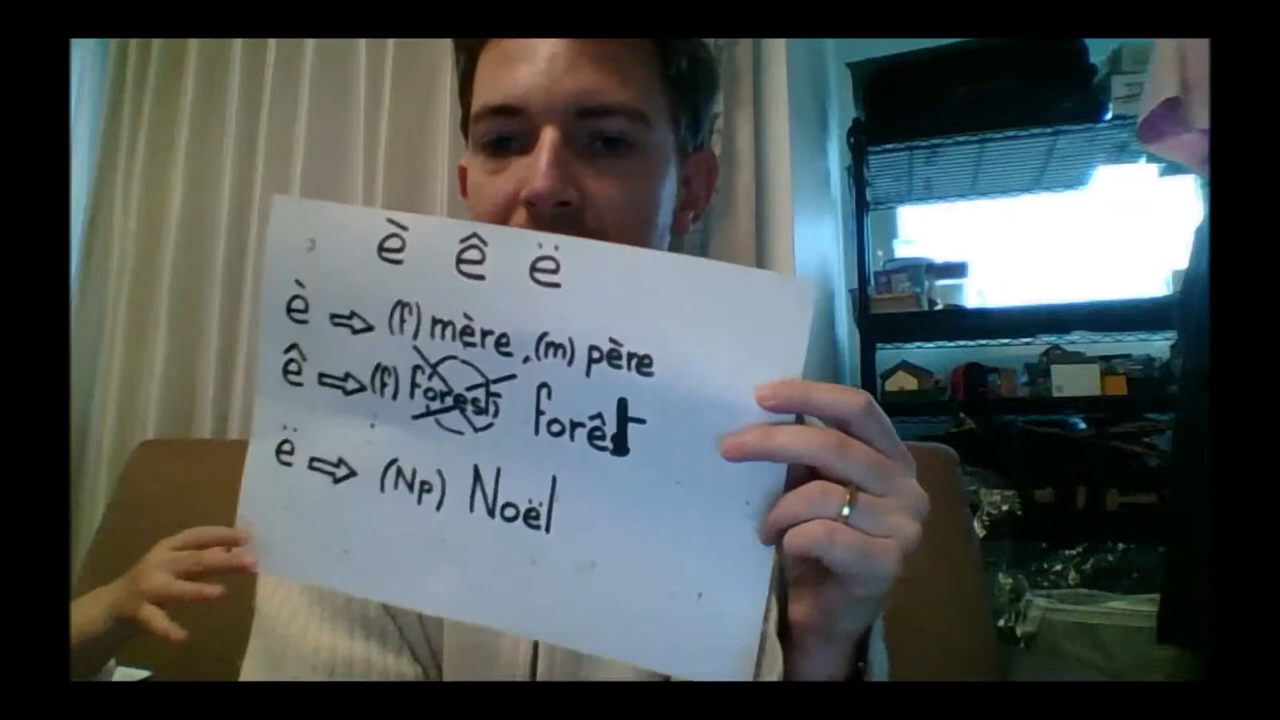 è ê ë
è ⇨ (f) mère, (m) père
ê ⇨ (f) forêt
ë ⇨ (Np) Noël